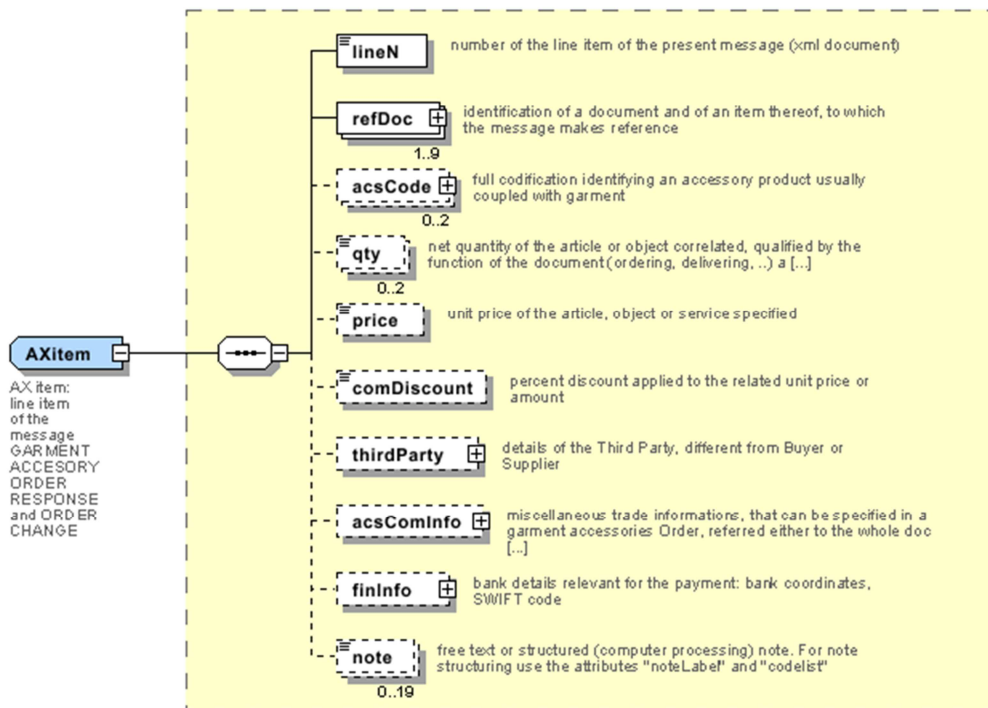 lineN
number of the line item of the present message (xml document)
refDoc
identification of a document and of an item thereof, to which
the message makes reference
1..9
acsCode
full codification identifying an accessory product usually
coupled with garment
0..2
qty
net quantity of the article or object correlated, qualified by the
function of the document (ordering, delivering, ..) a [...]
0..2
price
unit price of the article, object or service specified
AXitem
AX item:
line item
of the
message
GARMENT
ACCESORY
ORDER
RESPONSE
and ORDER
CHANGE
comDiscount
percent discount applied to the related unit price or
amount
thirdParty
details of the Third Party, different from Buyer or
Supplier
acsComInfo
miscellaneous trade informations, that can be specified in a
garment accessories Order, referred either to the whole doc
[...]
finInfo
bank details relevant for the payment: bank coordinates,
SWIFT code
note
free text or structured (computer processing) note. For note
structuring use the attributes "noteLabel" and "codelist"
0..19